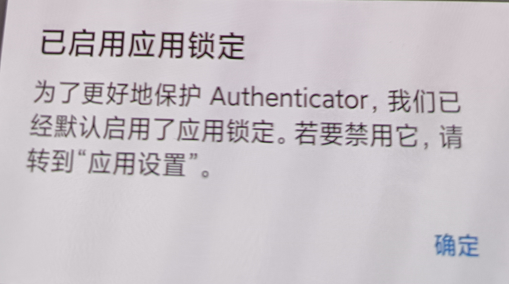 已启用应用锁定
为了更好地保护 Authenticator，我们已
经默认启用了应用锁定。若要禁用它，请
转到“应用设置”。
确定